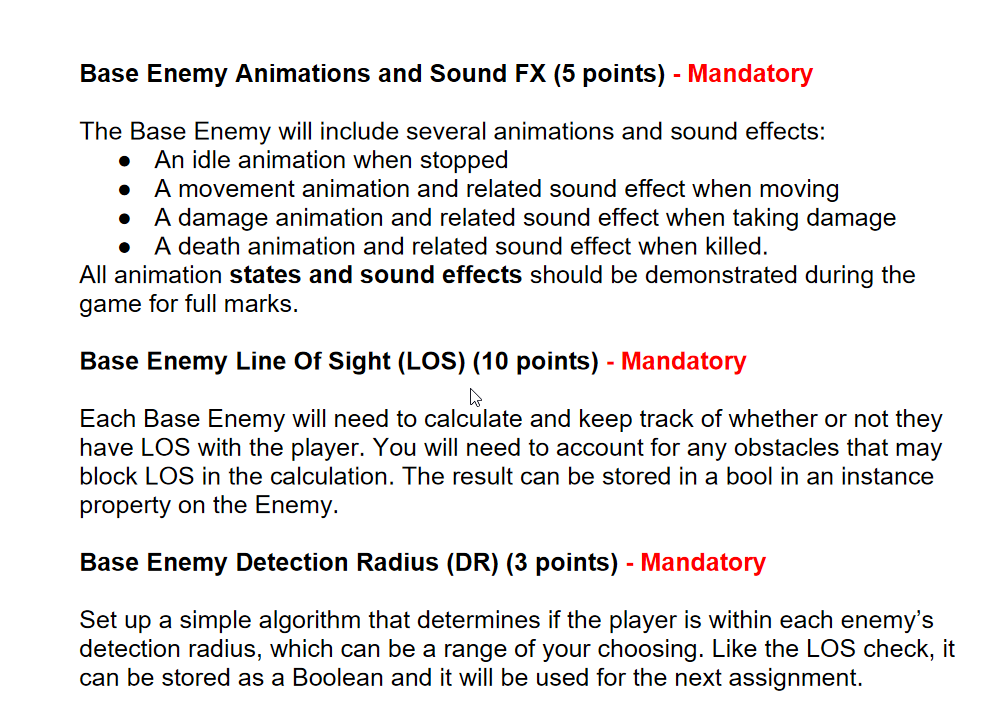 Base Enemy Animations and Sound FX (5 points) - Mandatory
The Base Enemy will include several animations and sound effects:
● An idle animation when stopped
● A movement animation and related sound effect when moving
● A damage animation and related sound effect when taking damage
● A death animation and related sound effect when killed.
All animation states and sound effects should be demonstrated during the
game for full marks.
Base Enemy Line Of Sight (LOS) (10 points) - Mandatory
Each Base Enemy will need to calculate and keep track of whether or not they
have LOS with the player. You will need to account for any obstacles that may
block LOS in the calculation. The result can be stored in a bool in an instance
property on the Enemy.
Base Enemy Detection Radius (DR) (3 points) - Mandatory
Set up a simple algorithm that determines if the player is within each enemy’s
detection radius, which can be a range of your choosing. Like the LOS check, it
can be stored as a Boolean and it will be used for the next assignment.